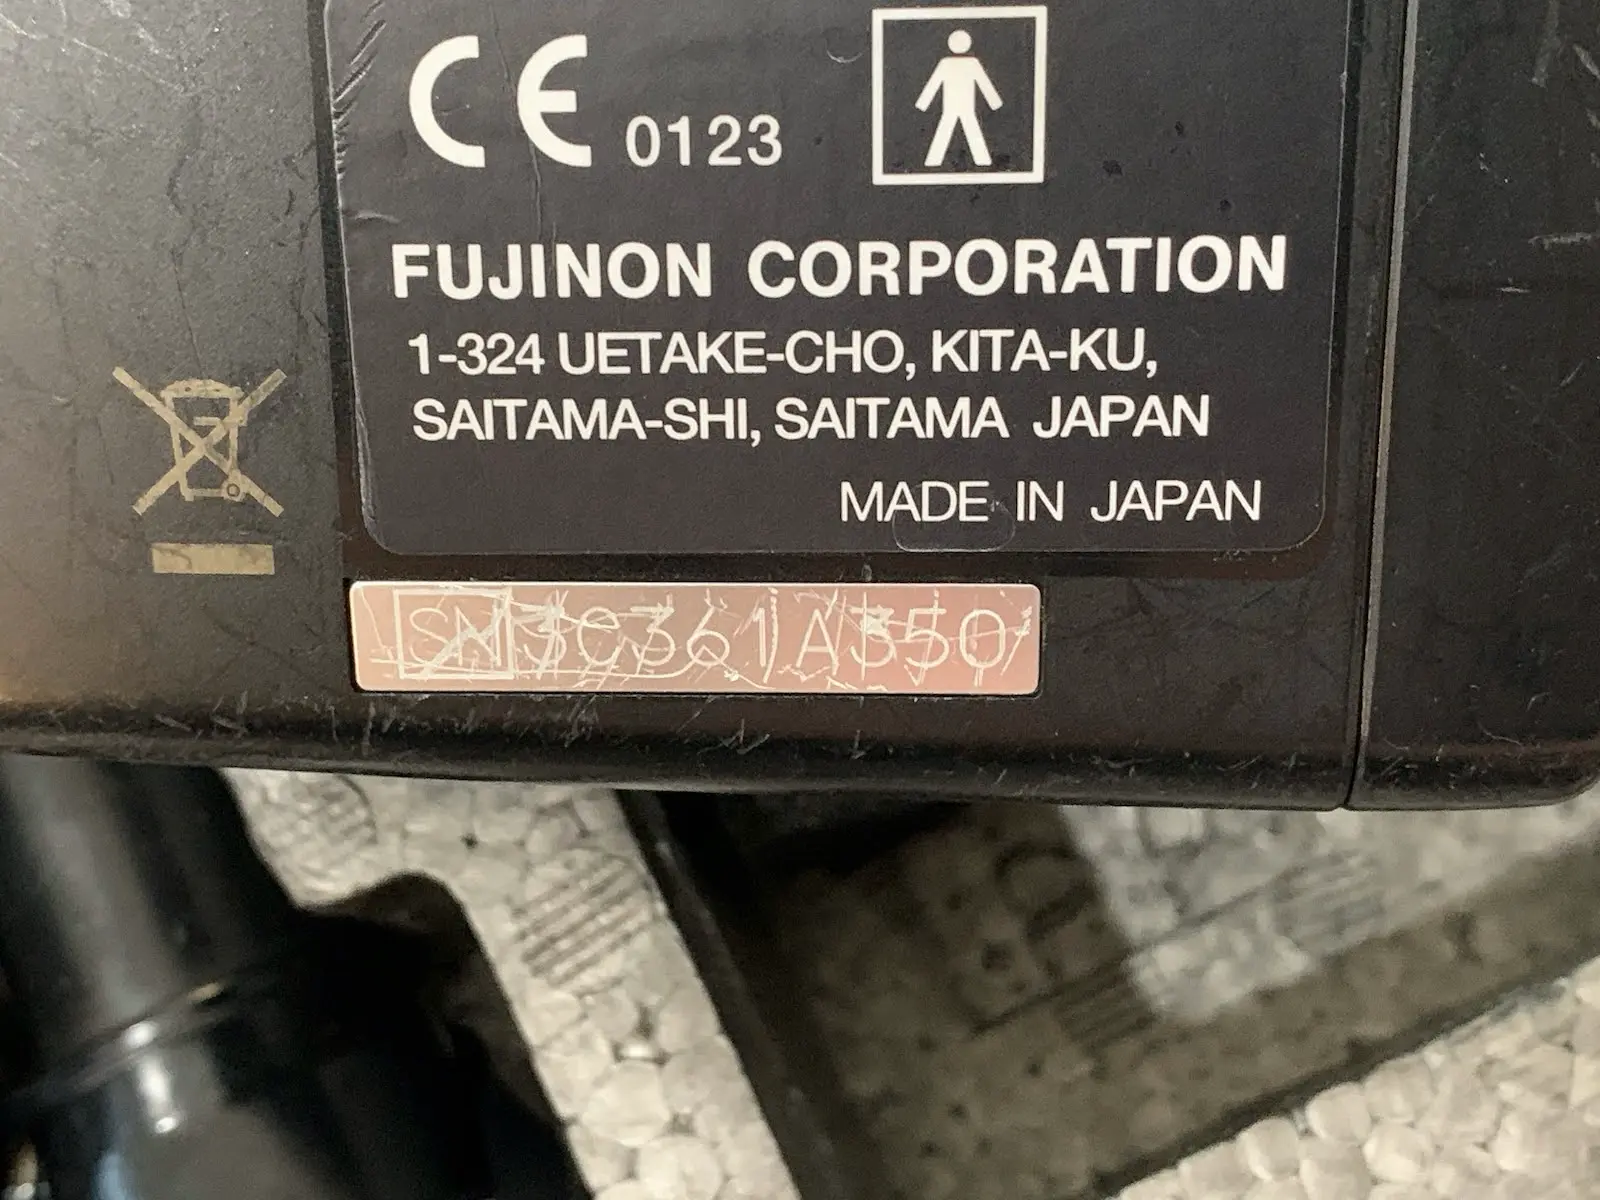 CE 0123
FUJINON CORPORATION
1-324 UETAKE-CHO, KITA-KU,
SAITAMA-SHI, SAITAMA JAPAN
MADE IN JAPAN
SN 3C361A350